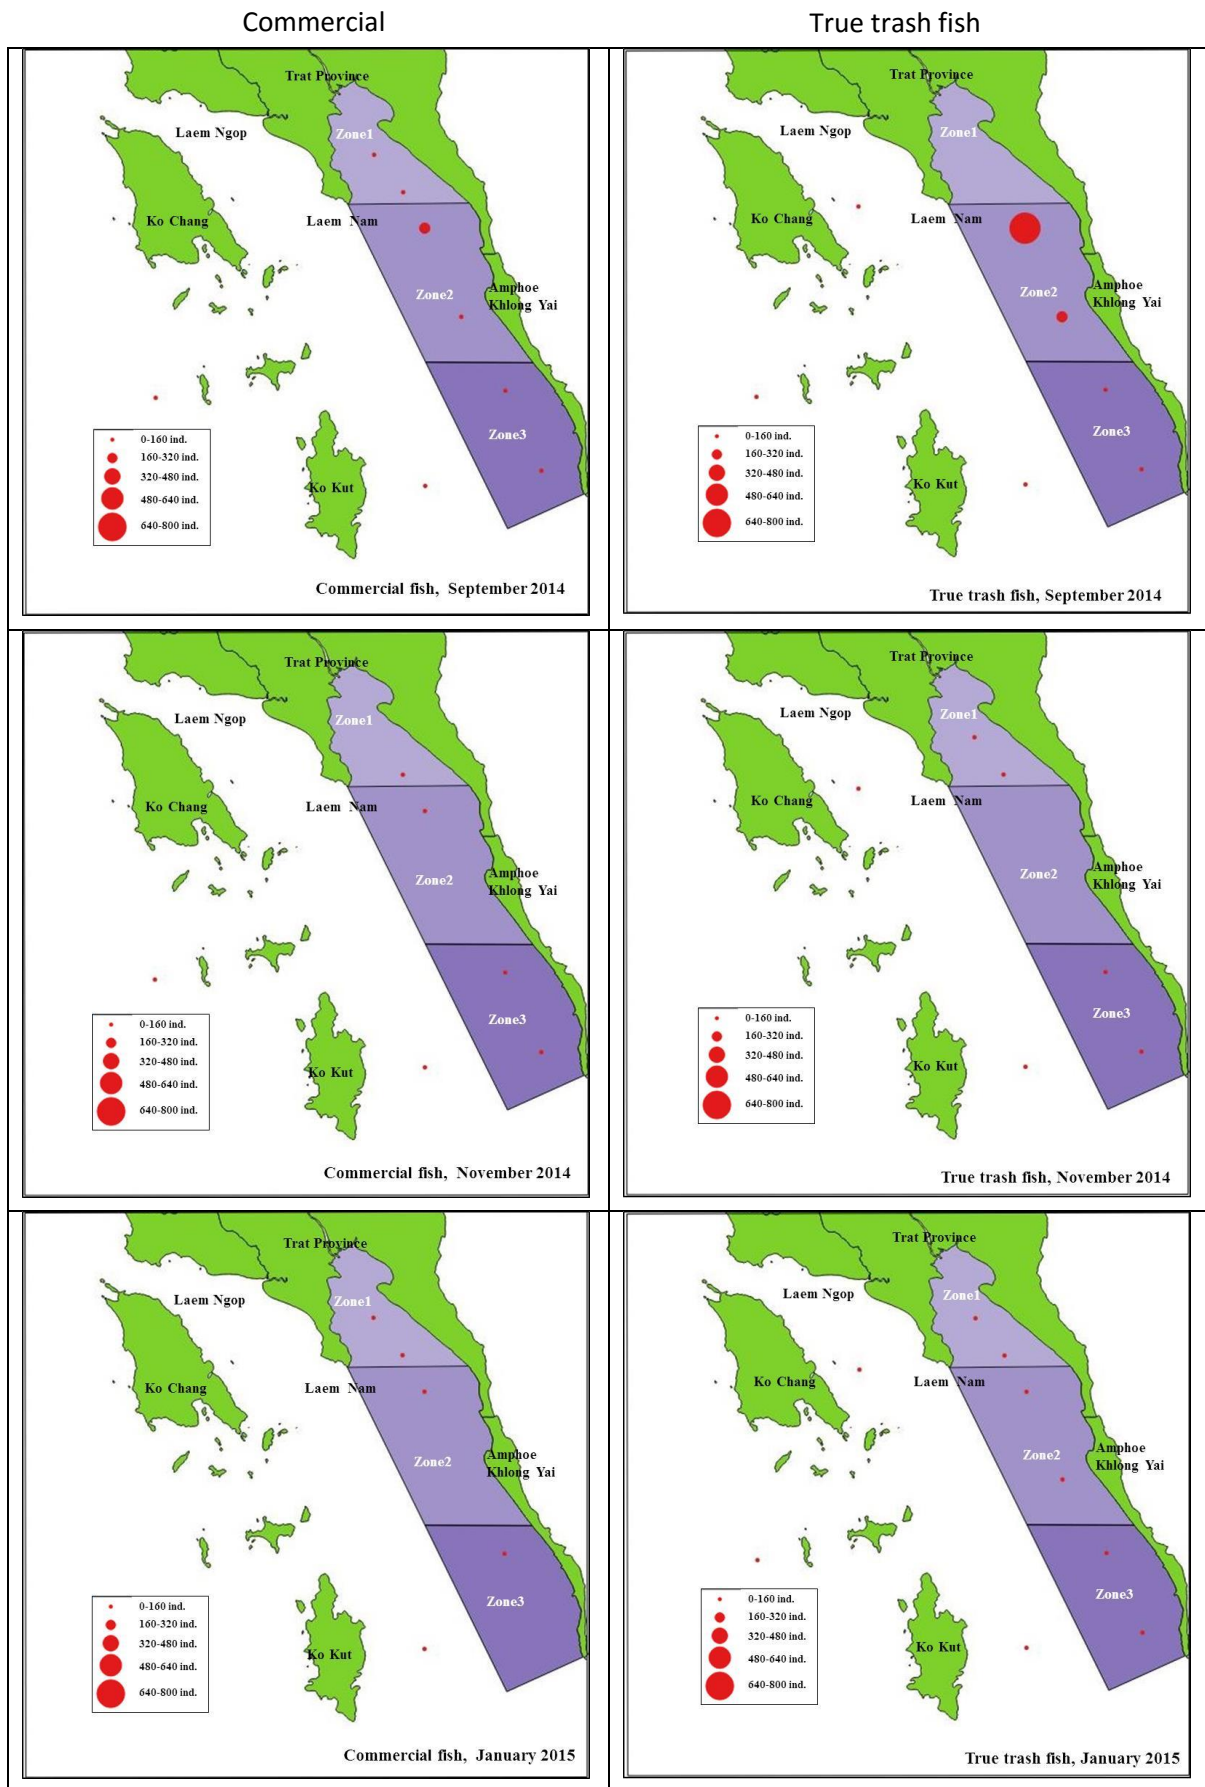 Commercial
True trash fish
Trat Province
Laem Ngop
Zone1
Ko Chang
Laem Nam
Zone2
Amphoe
Khlong Yai
Zone3
Ko Kut
0-160 ind.
160-320 ind.
320-480 ind.
480-640 ind.
640-800 ind.
Commercial fish, September 2014
Trat Province
Laem Ngop
Zone1
Ko Chang
Laem Nam
Zone2
Amphoe
Khlong Yai
Zone3
Ko Kut
0-160 ind.
160-320 ind.
320-480 ind.
480-640 ind.
640-800 ind.
True trash fish, September 2014
Trat Province
Laem Ngop
Zone1
Ko Chang
Laem Nam
Zone2
Amphoe
Khlong Yai
Zone3
Ko Kut
0-160 ind.
160-320 ind.
320-480 ind.
480-640 ind.
640-800 ind.
Commercial fish, November 2014
Trat Province
Laem Ngop
Zone1
Ko Chang
Laem Nam
Zone2
Amphoe
Khlong Yai
Zone3
Ko Kut
0-160 ind.
160-320 ind.
320-480 ind.
480-640 ind.
640-800 ind.
True trash fish, November 2014
Trat Province
Laem Ngop
Zone1
Ko Chang
Laem Nam
Zone2
Amphoe
Khlong Yai
Zone3
Ko Kut
0-160 ind.
160-320 ind.
320-480 ind.
480-640 ind.
640-800 ind.
Commercial fish, January 2015
Trat Province
Laem Ngop
Zone1
Ko Chang
Laem Nam
Zone2
Amphoe
Khlong Yai
Zone3
Ko Kut
0-160 ind.
160-320 ind.
320-480 ind.
480-640 ind.
640-800 ind.
True trash fish, January 2015